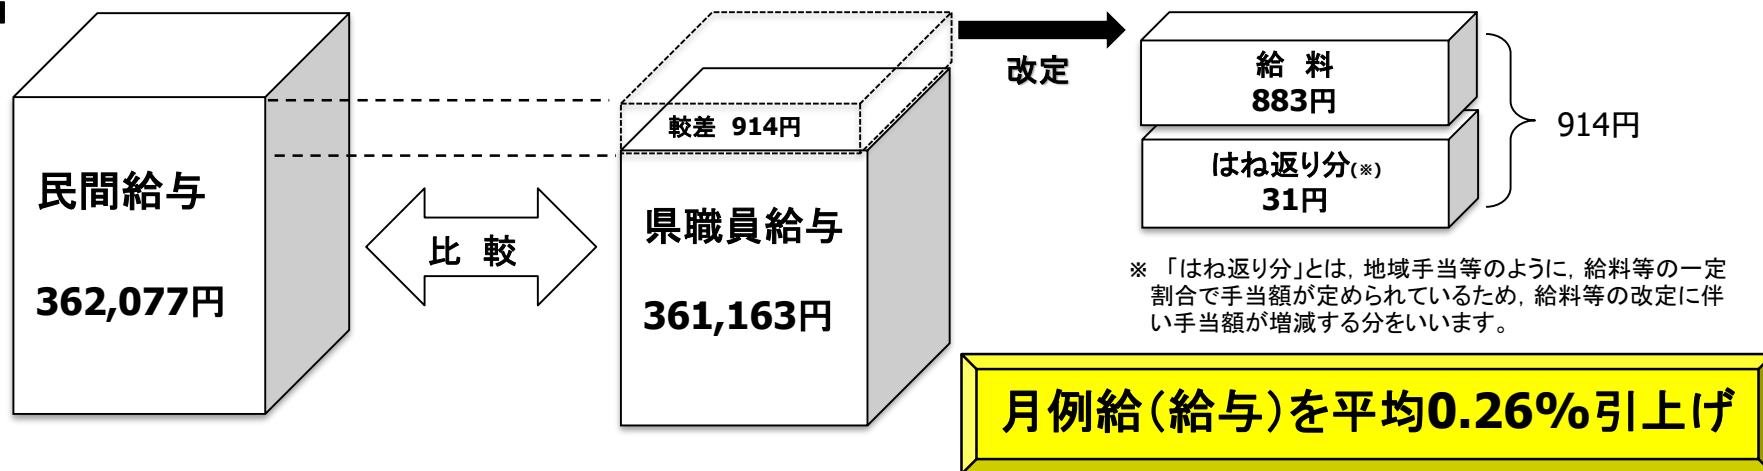 民間給与
362,077円
比 較
較差 914円
県職員給与
361,163円
改定
給 料
883円
はね返り分(※)
31円
914円
※ 「はね返り分」とは,地域手当等のように,給料等の一定
割合で手当額が定められているため,給料等の改定に伴
い手当額が増減する分をいいます。
月例給(給与)を平均0.26%引上げ